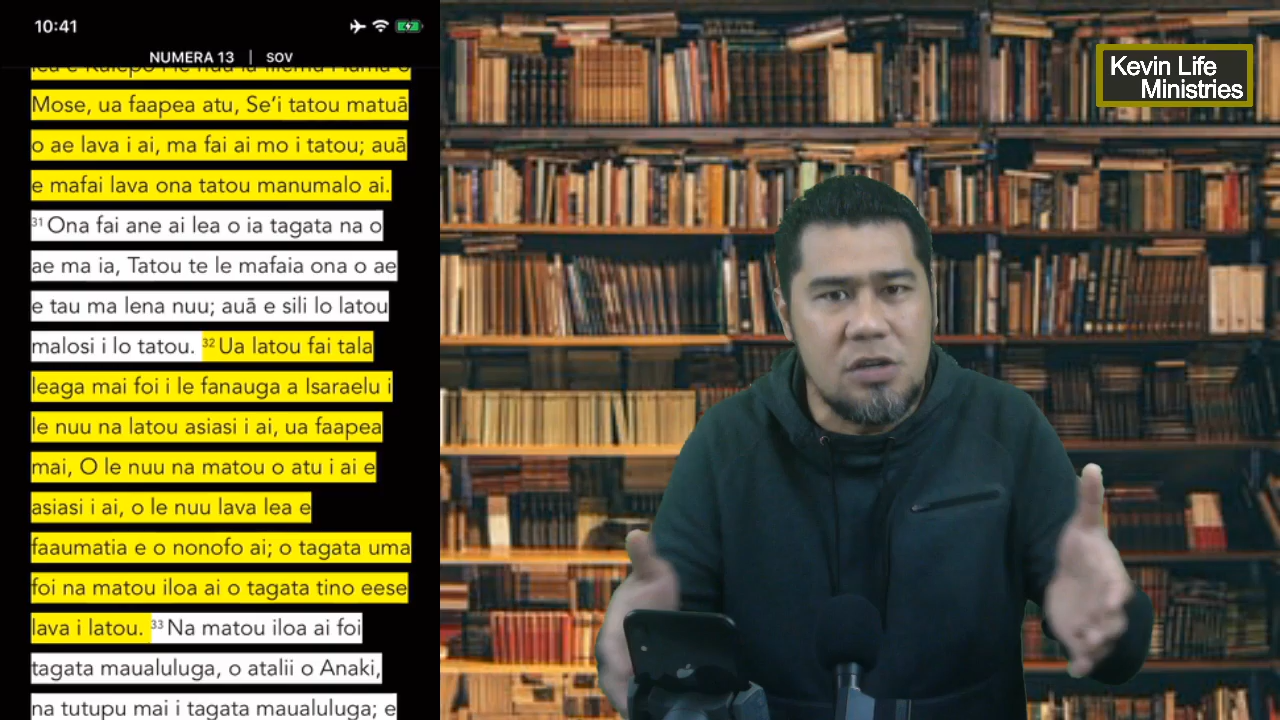 10:41
NUMERA 13 | SOV
Mose, ua faapea atu, Se’i tatou matuā
o ae lava i ai, ma fai ai mo i tatou; auā
e mafai lava ona tatou manumalo ai.
31 Ona fai ane ai lea o ia tagata na o
ae ma ia, Tatou te le mafaia ona o ae
e tau ma lena nuu; auā e sili lo latou
malosi i lo tatou. 32 Ua latou fai tala
leaga mai foi i le fanauga a Isaraelu i
le nuu na latou asiasi i ai, ua faapea
mai, O le nuu na matou o atu i ai e
asiasi i ai, o le nuu lava lea e
faaumatia e o nonofo ai; o tagata uma
foi na matou iloa ai o tagata tino eese
lava i latou. 33 Na matou iloa ai foi
tagata maualuluga, o atalii o Anaki,
na tutupu mai i tagata maualuluga; e
Kevin Life
Ministries